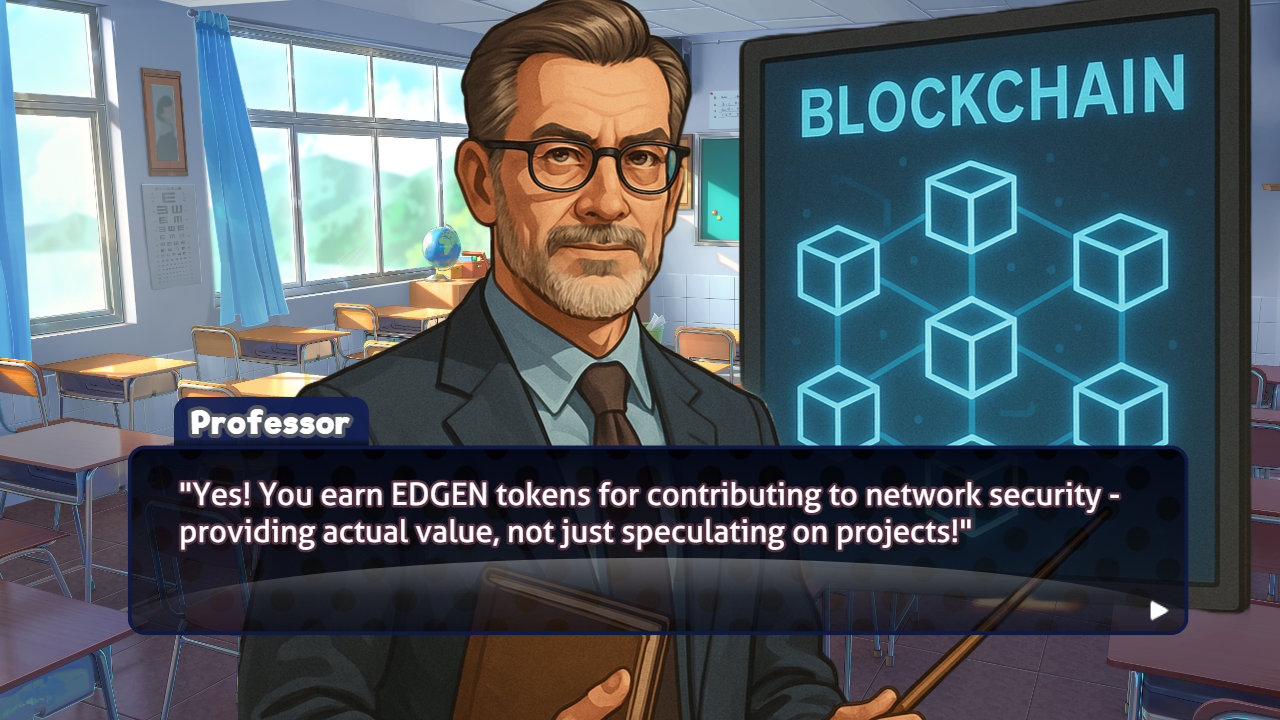 BLOCKCHAIN
Professor
"Yes! You earn EDGEN tokens for contributing to network security -
providing actual value, not just speculating on projects!"